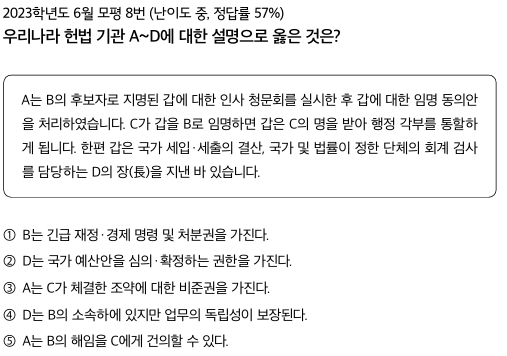 2023학년도 6월 모평 8번 (난이도 중, 정답률 57%)
우리나라 헌법 기관 A~D에 대한 설명으로 옳은 것은?
A는 B의 후보자로 지명된 갑에 대한 인사 청문회를 실시한 후 갑에 대한 임명 동의안
을 처리하였습니다. C가 갑을 B로 임명하면 갑은 C의 명을 받아 행정 각부를 통할하
게 됩니다. 한편 갑은 국가 세입·세출의 결산, 국가 및 법률이 정한 단체의 회계 검사
를 담당하는 D의 장(長)을 지낸 바 있습니다.
① B는 긴급 재정·경제 명령 및 처분권을 가진다.
② D는 국가 예산안을 심의·확정하는 권한을 가진다.
③ A는 C가 체결한 조약에 대한 비준권을 가진다.
④ D는 B의 소속하에 있지만 업무의 독립성이 보장된다.
⑤ A는 B의 해임을 C에게 건의할 수 있다.